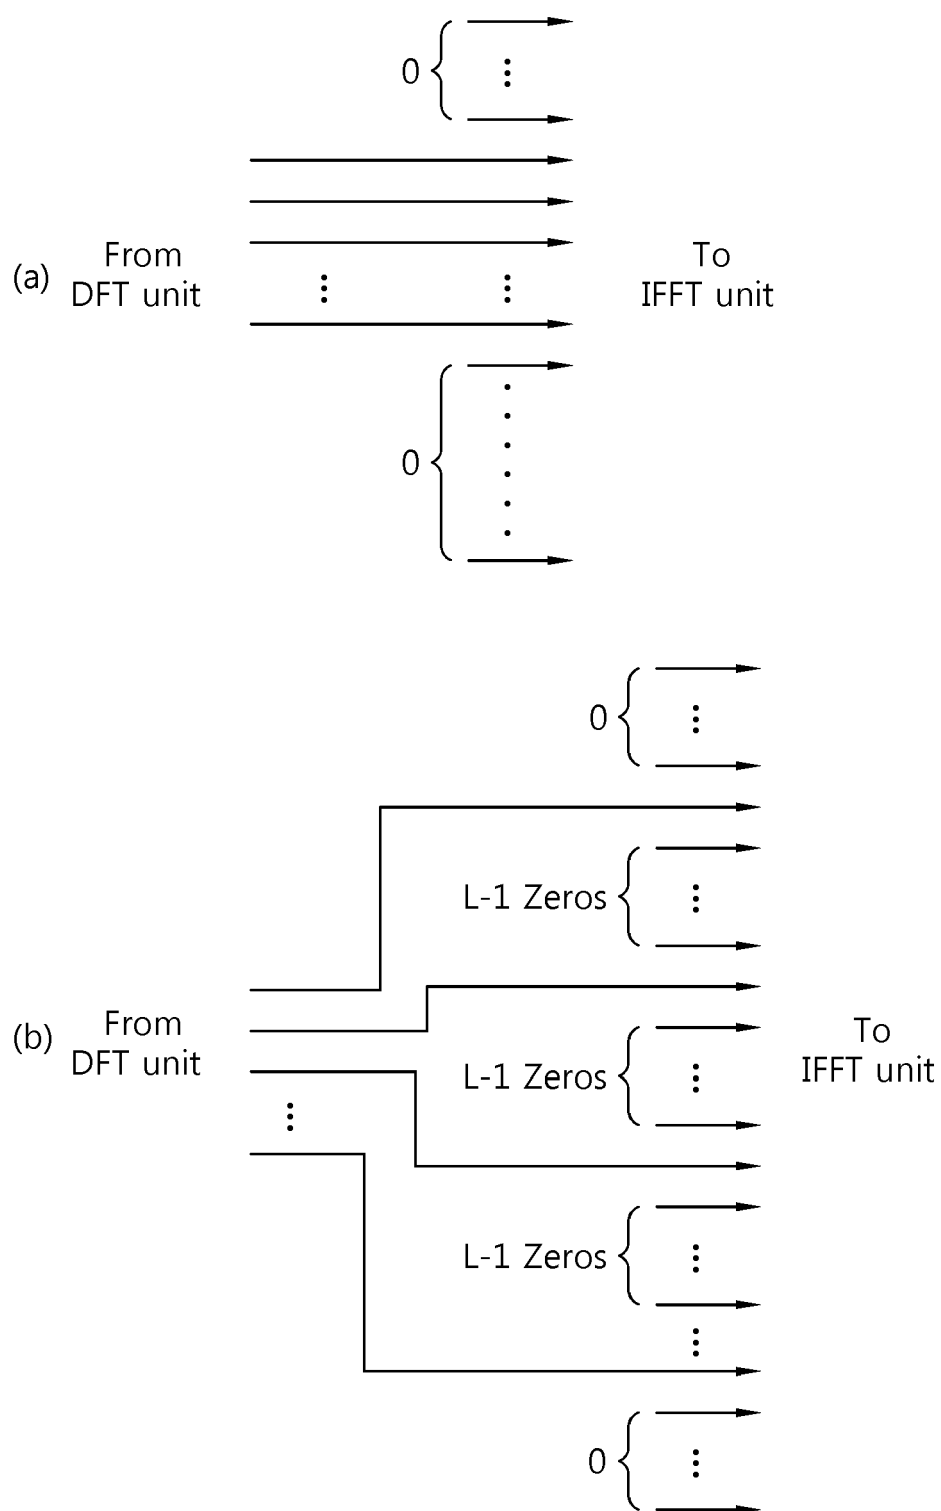 0
(a)
From
DFT unit
To
IFFT unit
0
0
L-1 Zeros
(b)
From
DFT unit
L-1 Zeros
To
IFFT unit
L-1 Zeros
0